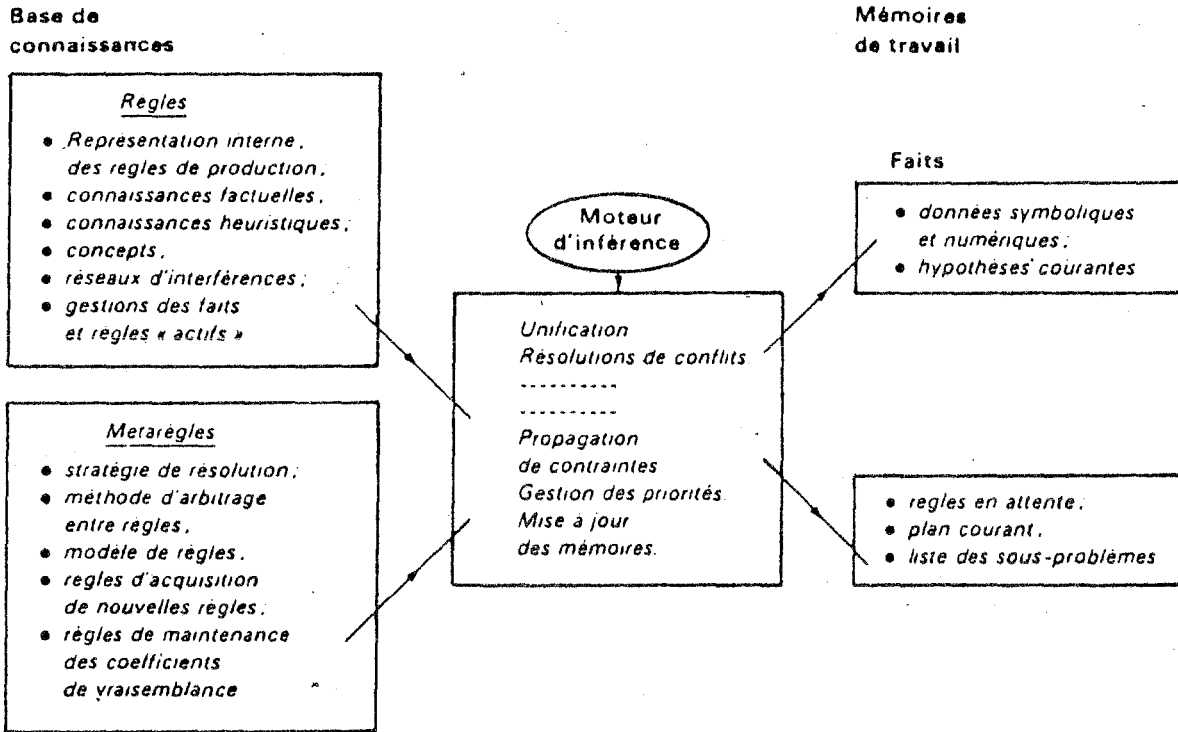 Base de
connaissances
Règles
• Représentation interne,
des règles de production;
• connaissances factuelles,
• connaissances heuristiques;
• concepts,
• réseaux d'interférences;
• gestions des faits
et règles « actifs »
Metarègles
• stratégie de résolution;
• méthode d'arbitrage
entre règles,
• modèle de règles,
• regles d'acquisition
de nouvelles règles;
• règles de maintenance
des coefficients
de vraisemblance
Moteur
d'inférence
Unification
Résolutions de conflits
----------
----------
Propagation
de contraintes
Gestion des priorités.
Mise à jour
des mémoires.
Mémoires
de travail
Faits
• données symboliques
et numériques;
• hypothèses courantes
• regles en attente;
• plan courant,
• liste des sous-problèmes